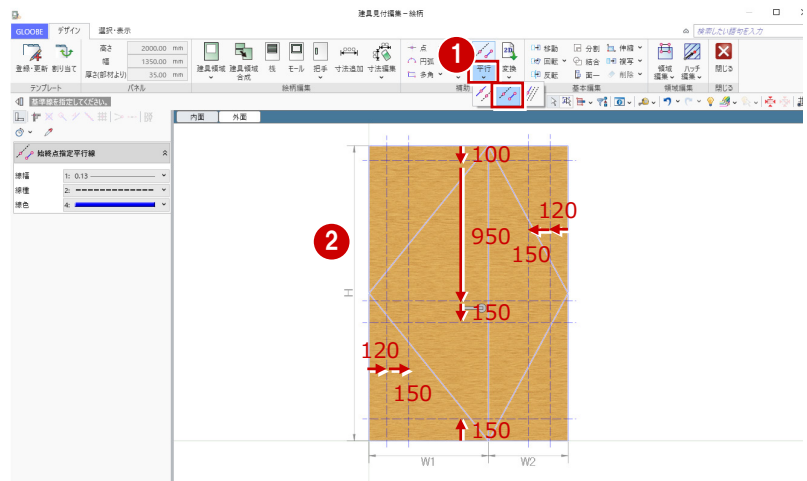 建具見付編集 – 絵柄
GLOOBE デザイン 選択・表示
検索したい語句を入力
高さ 2000.00 mm
幅 1350.00 mm
厚さ(部材より) 35.00 mm
登録・更新 割り当て
テンプレート パネル
建具領域 建具領域合成 桟 モール 把手 寸法追加 寸法編集
絵柄編集
点
円弧
多角
平行 変換
補助
移動 分割 伸縮
回転 結合 複写
反転 面一 削除
基本編集
領域編集 ハッチ編集
領域編集
閉じる
閉じる
基準線を指定してください。
内面 外面
始終点指定平行線
線幅 1: 0.13
線種 2:
線色 4:
1
2
100
120
950
150
150
120
150
150
H
W1 W2